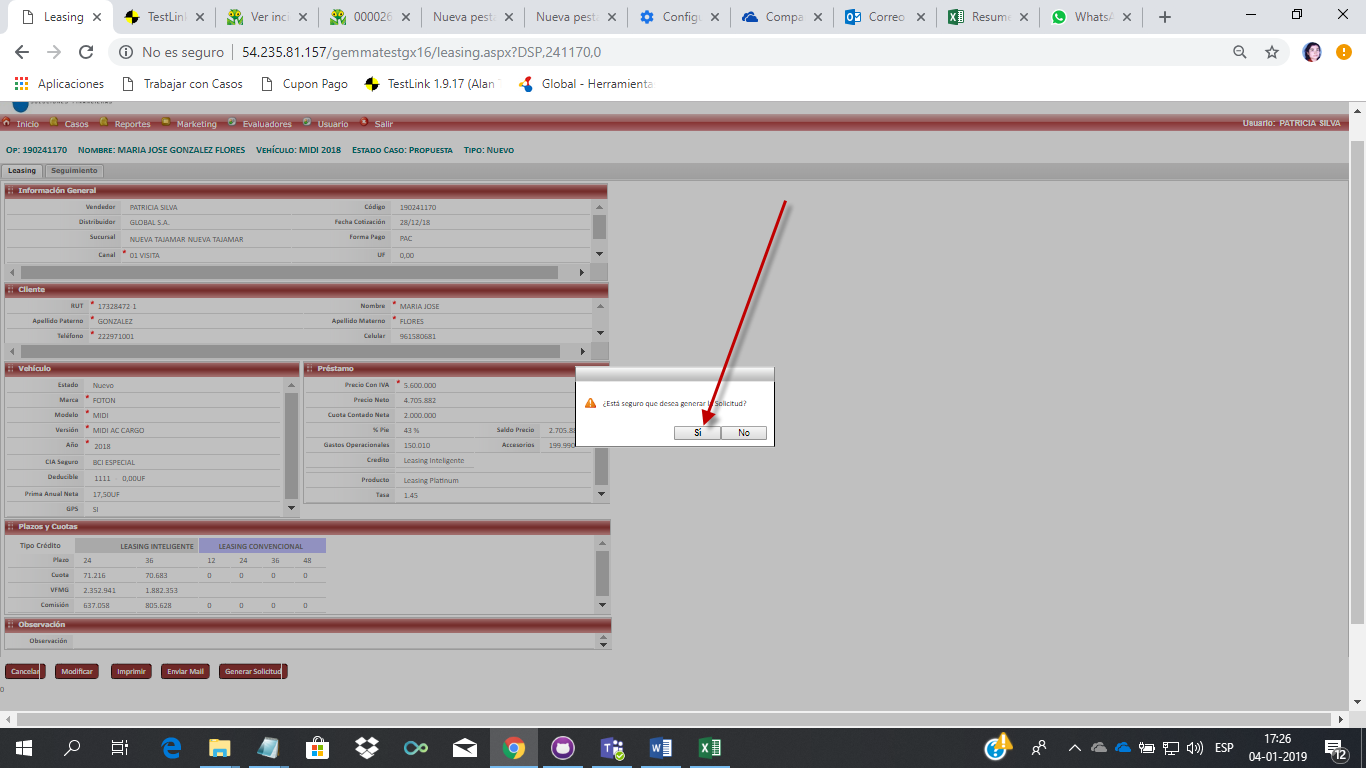 Leasing
TestLink
Ver inci
000026
Nueva pest
Nueva pest
Configu
Compa
Correo
Resume
WhatsA
No es seguro | 54.235.81.157/gemmatestgx16/leasing.aspx?DSP,241170,0
Aplicaciones Trabajar con Casos Cupon Pago TestLink 1.9.17 (Alan Global - Herramienta
Inicio Casos Reportes Marketing Evaluadores Usuario Salir Usuario: PATRICIA SILVA
OP: 190241170 NOMBRE: MARIA JOSE GONZALEZ FLORES VEHÍCULO: MIDI 2018 ESTADO CASO: PROPUESTA TIPO: NUEVO
Leasing Seguimiento
Información General
Vendedor PATRICIA SILVA Código 190241170
Distribuidor GLOBAL S.A. Fecha Cotización 28/12/18
Sucursal NUEVA TAJAMAR NUEVA TAJAMAR Forma Pago PAC
Canal * 01 VISITA UF 0,00
Cliente
RUT * 17328472 1 Nombre * MARIA JOSE
Apellido Paterno * GONZALEZ Apellido Materno * FLORES
Teléfono * 222971001 Celular 961580681
Vehículo
Estado Nuevo
Marca * FOTON
Modelo * MIDI
Versión * MIDI AC CARGO
Año * 2018
CIA Seguro BCI ESPECIAL
Deducible 1111 - 0,00UF
Prima Anual Neta 17,50UF
GPS SI
Préstamo
Precio Con IVA * 5.600.000
Precio Neto 4.705.882
Cuota Contado Neta 2.000.000
% Pie 43 % Saldo Precio 2.705.88
Gastos Operacionales 150.010 Accesorios 199.990
Credito Leasing Inteligente
Producto Leasing Platinum
Tasa 1.45
¿Está seguro que desea generar la Solicitud?
Si No
Plazos y Cuotas
Tipo Crédito LEASING INTELIGENTE LEASING CONVENCIONAL
Plazo 24 36 12 24 36 48
Cuota 71.216 70.683 0 0 0 0
VFMG 2.352.941 1.882.353
Comisión 637.058 805.628 0 0 0 0
Observación
Observación
Cancelar Modificar Imprimir Enviar Mail Generar Solicitud
0
ESP
17:26
04-01-2019
12